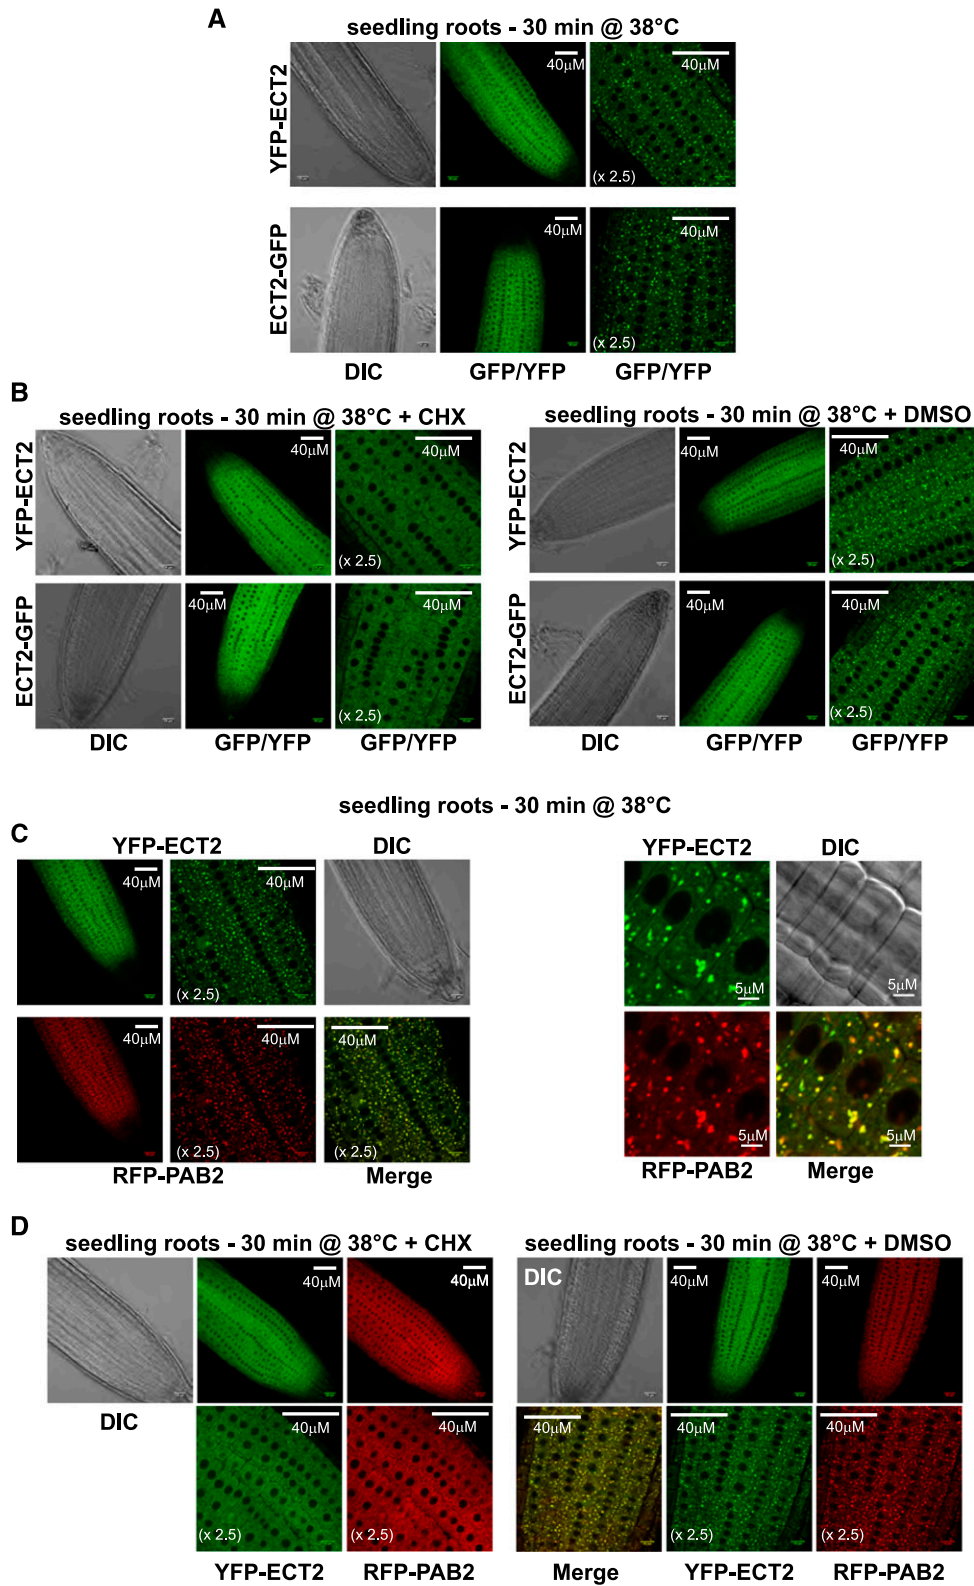 A
seedling roots - 30 min @ 38°C
YFP-ECT2
40μM
40μM
(x 2.5)
ECT2-GFP
40μM
40μM
(x 2.5)
DIC
GFP/YFP
GFP/YFP
B
seedling roots - 30 min @ 38°C + CHX
YFP-ECT2
40μM
40μM
(x 2.5)
ECT2-GFP
40μM
40μM
(x 2.5)
DIC
GFP/YFP
GFP/YFP
seedling roots - 30 min @ 38°C + DMSO
YFP-ECT2
40μM
40μM
(x 2.5)
ECT2-GFP
40μM
40μM
(x 2.5)
DIC
GFP/YFP
GFP/YFP
seedling roots - 30 min @ 38°C
C
YFP-ECT2
DIC
40μM
40μM
(x 2.5)
40μM
40μM
40μM
(x 2.5)
(x 2.5)
RFP-PAB2
Merge
YFP-ECT2
DIC
5μM
5μM
5μM
5μM
RFP-PAB2
Merge
D
seedling roots - 30 min @ 38°C + CHX
40μM
40μM
DIC
40μM
40μM
(x 2.5)
(x 2.5)
YFP-ECT2
RFP-PAB2
seedling roots - 30 min @ 38°C + DMSO
DIC
40μM
40μM
40μM
40μM
40μM
(x 2.5)
(x 2.5)
Merge
YFP-ECT2
RFP-PAB2